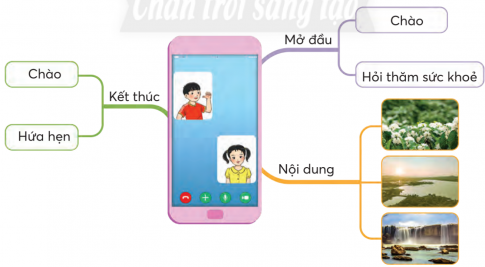 Chân trời sáng tạo
Mở đầu
Chào
Hỏi thăm sức khoẻ
Nội dung
Kết thúc
Chào
Hứa hẹn